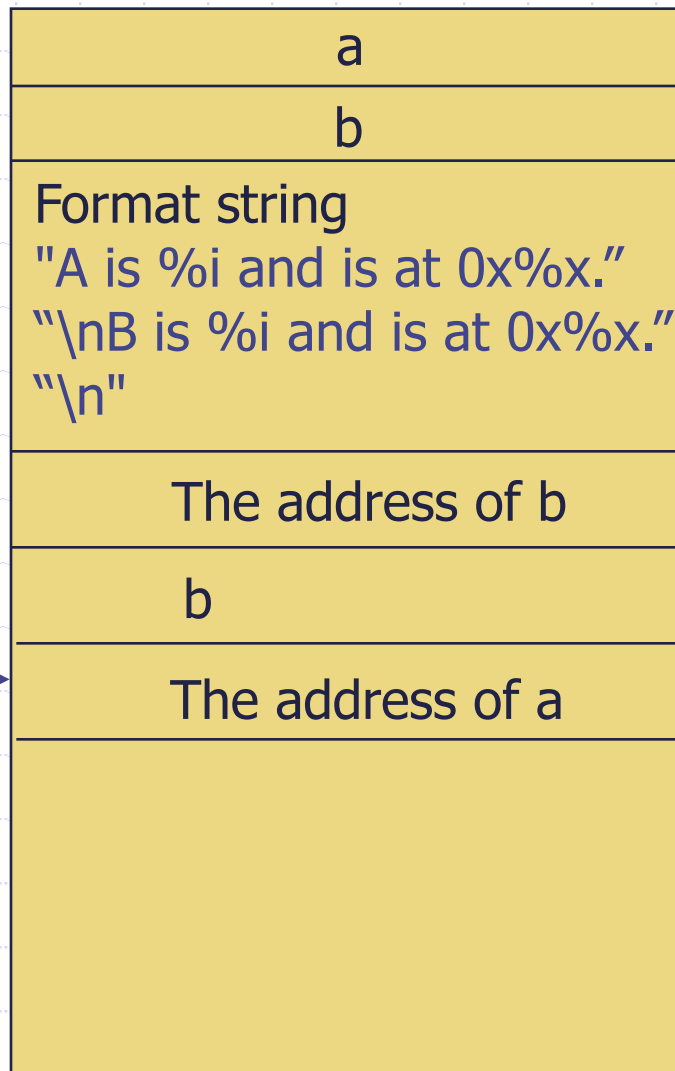 a
b
Format string
"A is %i and is at 0x%x.”
“\nB is %i and is at 0x%x.”
“\n"
The address of b
b
The address of a